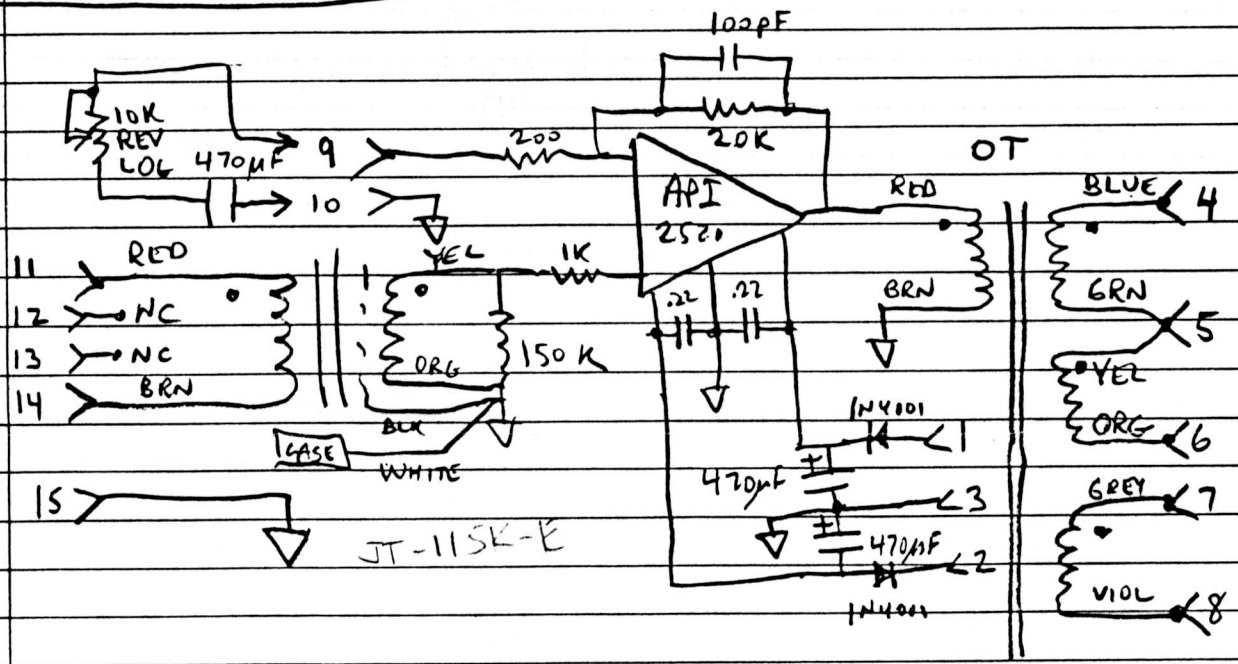 100pF
20K
10K
REV
LOG
470µF
9
200
10
API
2520
OT
RED
BLUE
4
11
RED
YEL
1K
12
NC
13
NC
14
BRN
ORG
150K
BLK
CASE
WHITE
15
JT-115K-E
.22
.22
BRN
GRN
5
YEL
ORG
6
1N4001
1
470µF
3
470µF
2
1N4001
GREY
7
VIOL
8